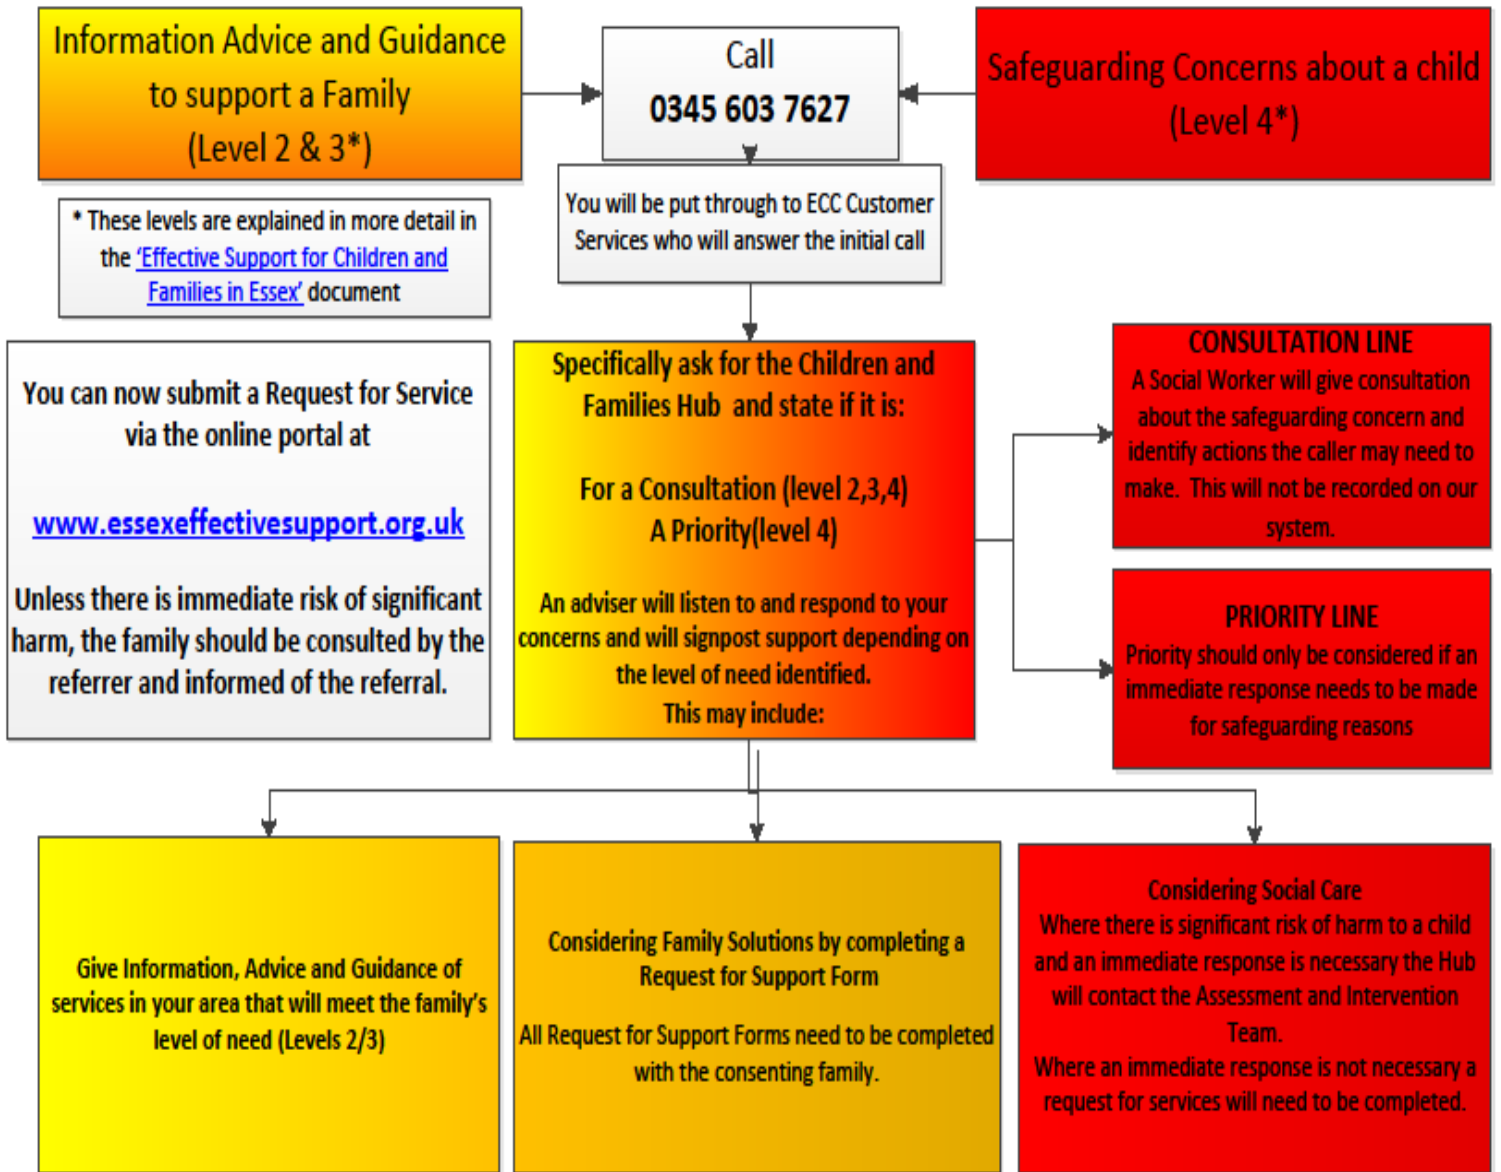 Information Advice and Guidance
to support a Family
(Level 2 & 3*)
Call
0345 603 7627
Safeguarding Concerns about a child
(Level 4*)
* These levels are explained in more detail in
the ‘Effective Support for Children and
Families in Essex’ document
You will be put through to ECC Customer
Services who will answer the initial call
You can now submit a Request for Service
via the online portal at
www.essexeffectivesupport.org.uk
Unless there is immediate risk of significant
harm, the family should be consulted by the
referrer and informed of the referral.
Specifically ask for the Children and
Families Hub and state if it is:
For a Consultation (level 2,3,4)
A Priority(level 4)
An adviser will listen to and respond to your
concerns and will signpost support depending on
the level of need identified.
This may include:
CONSULTATION LINE
A Social Worker will give consultation
about the safeguarding concern and
identify actions the caller may need to
make. This will not be recorded on our
system.
PRIORITY LINE
Priority should only be considered if an
immediate response needs to be made
for safeguarding reasons
Give Information, Advice and Guidance of
services in your area that will meet the family’s
level of need (Levels 2/3)
Considering Family Solutions by completing a
Request for Support Form
All Request for Support Forms need to be completed
with the consenting family.
Considering Social Care
Where there is significant risk of harm to a child
and an immediate response is necessary the Hub
will contact the Assessment and Intervention
Team.
Where an immediate response is not necessary a
request for services will need to be completed.